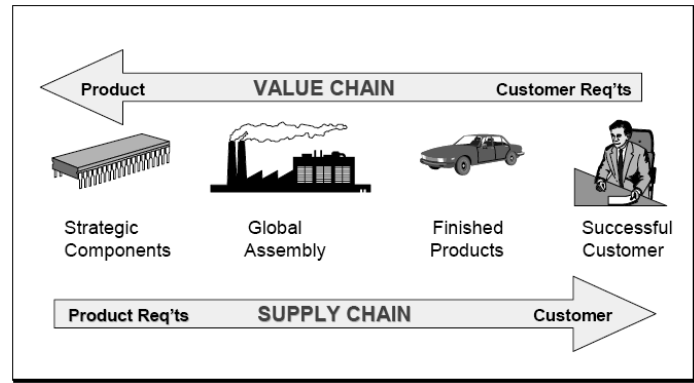 Product VALUE CHAIN Customer Req'ts
Strategic Components
Global Assembly
Finished Products
Successful Customer
Product Req'ts SUPPLY CHAIN Customer